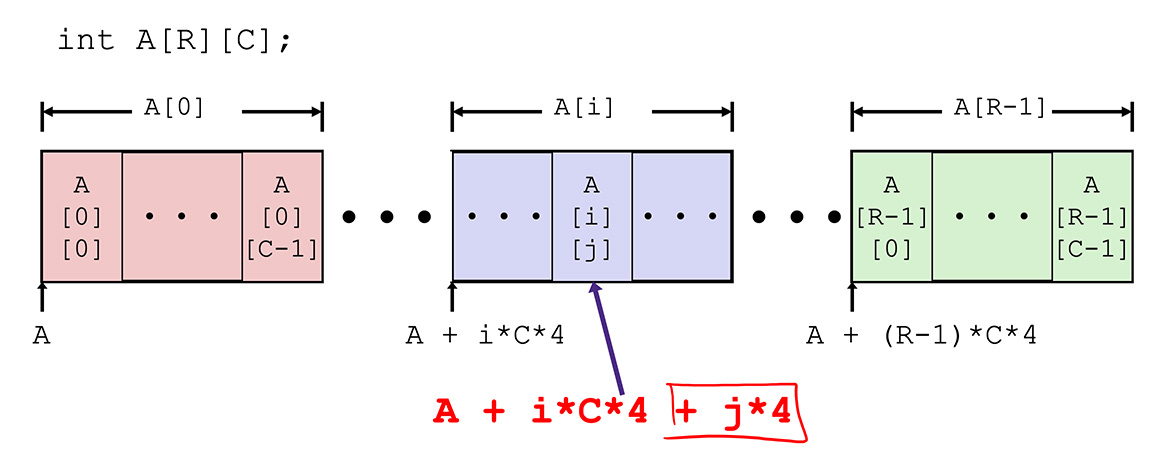 int A[R][C];
A[0]
A[i]
A[R-1]
A
[0]
[0]
• • •
A
[0]
[C-1]
• • •
• • •
A
[i]
[j]
• • •
• • •
A
[R-1]
[0]
• • •
A
[R-1]
[C-1]
A
A + i*C*4
A + (R-1)*C*4
A + i*C*4 + j*4